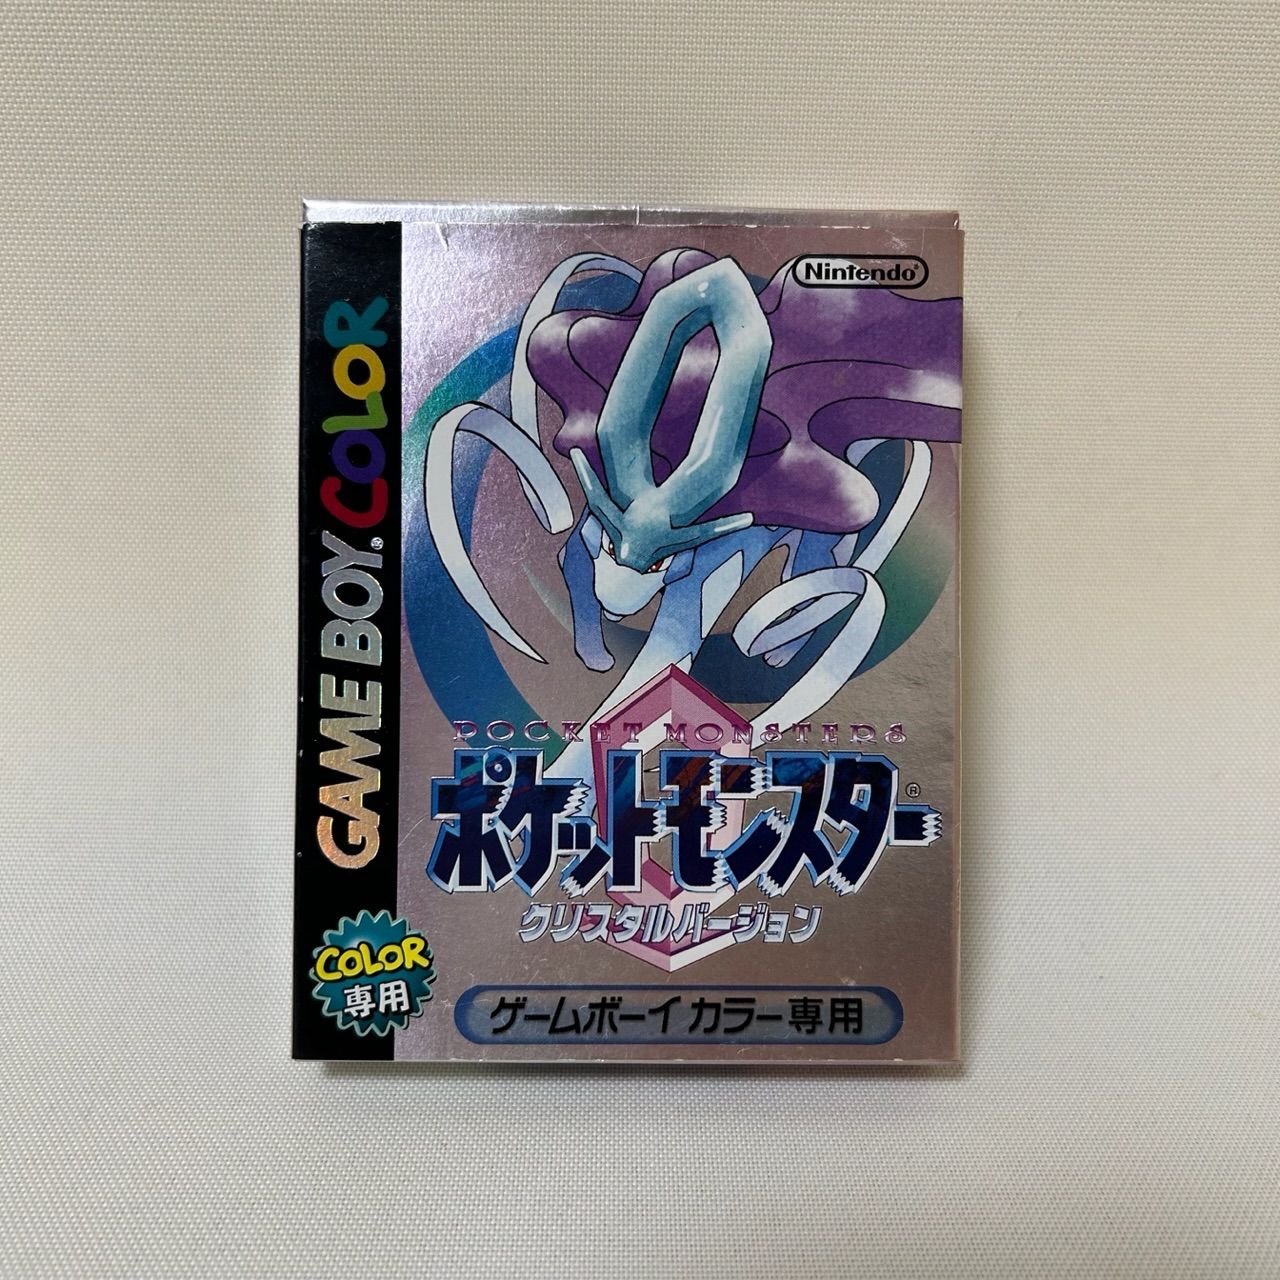 Nintendo®
GAME BOY® COLOR
POCKET MONSTERS
ポケットモンスター®
クリスタルバージョン
COLOR
専用
ゲームボーイ カラー専用